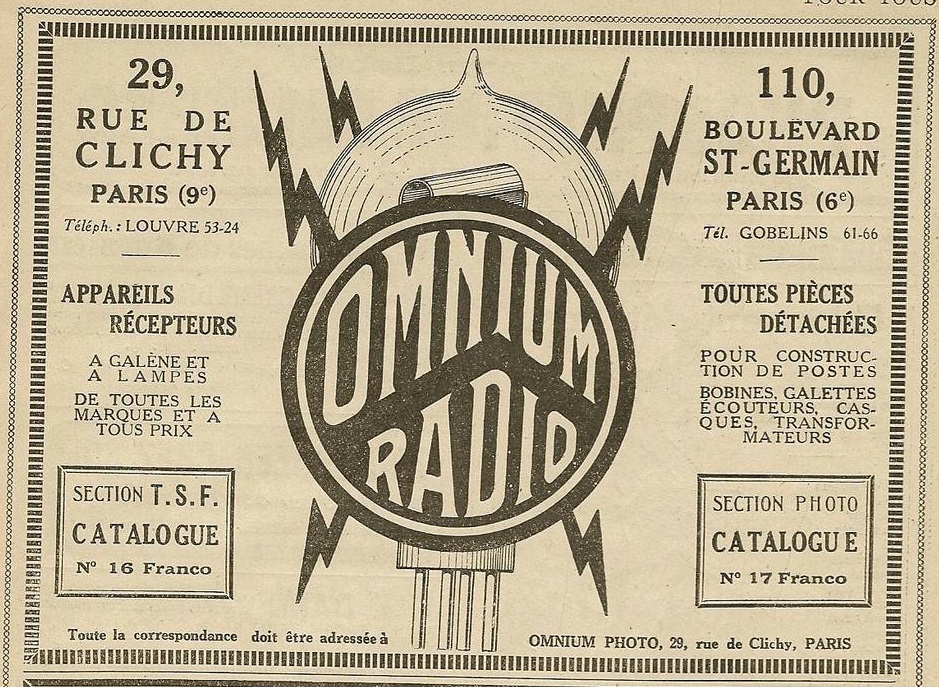 29,
RUE DE
CLICHY
PARIS (9e)
Téléph. : LOUVRE 53-24
APPAREILS
RÉCEPTEURS
A GALÈNE ET
A LAMPES
DE TOUTES LES
MARQUES ET A
TOUS PRIX
SECTION T.S.F.
CATALOGUE
No 16 Franco
OMNIUM
RADIO
110,
BOULEVARD
ST-GERMAIN
PARIS (6e)
Tél. GOBELINS 61-66
TOUTES PIÈCES
DÉTACHÉES
POUR CONSTRUC-
TION DE POSTES
BOBINES, GALETTES
ÉCOUTEURS, CAS-
QUES, TRANSFOR-
MATEURS
SECTION PHOTO
CATALOGUE
No 17 Franco
Toute la correspondance doit être adressée à OMNIUM PHOTO, 29, rue de Clichy, PARIS